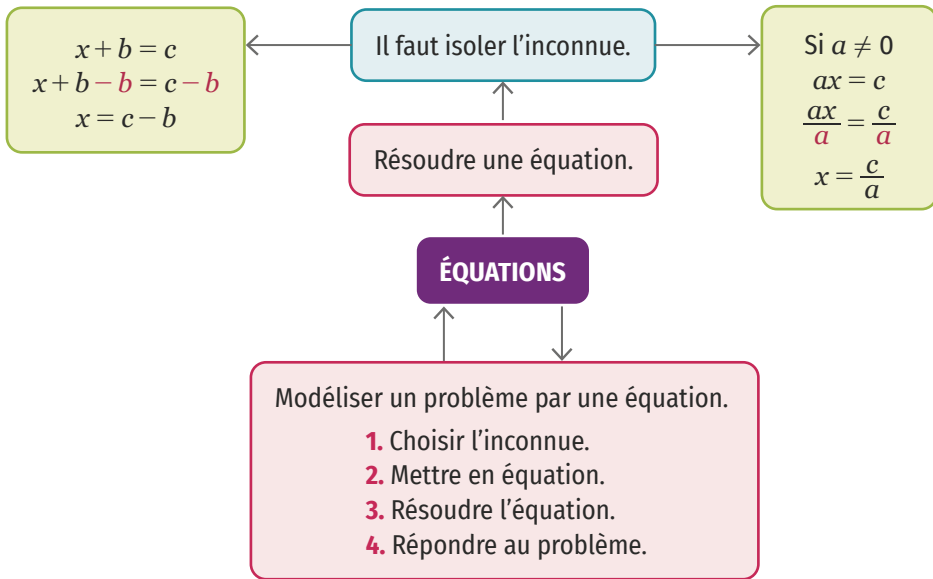 x + b = c
x + b − b = c − b
x = c − b
Il faut isoler l’inconnue.
Si a ≠ 0
ax = c
ax/a = c/a
x = c/a
Résoudre une équation.
ÉQUATIONS
Modéliser un problème par une équation.
1. Choisir l’inconnue.
2. Mettre en équation.
3. Résoudre l’équation.
4. Répondre au problème.